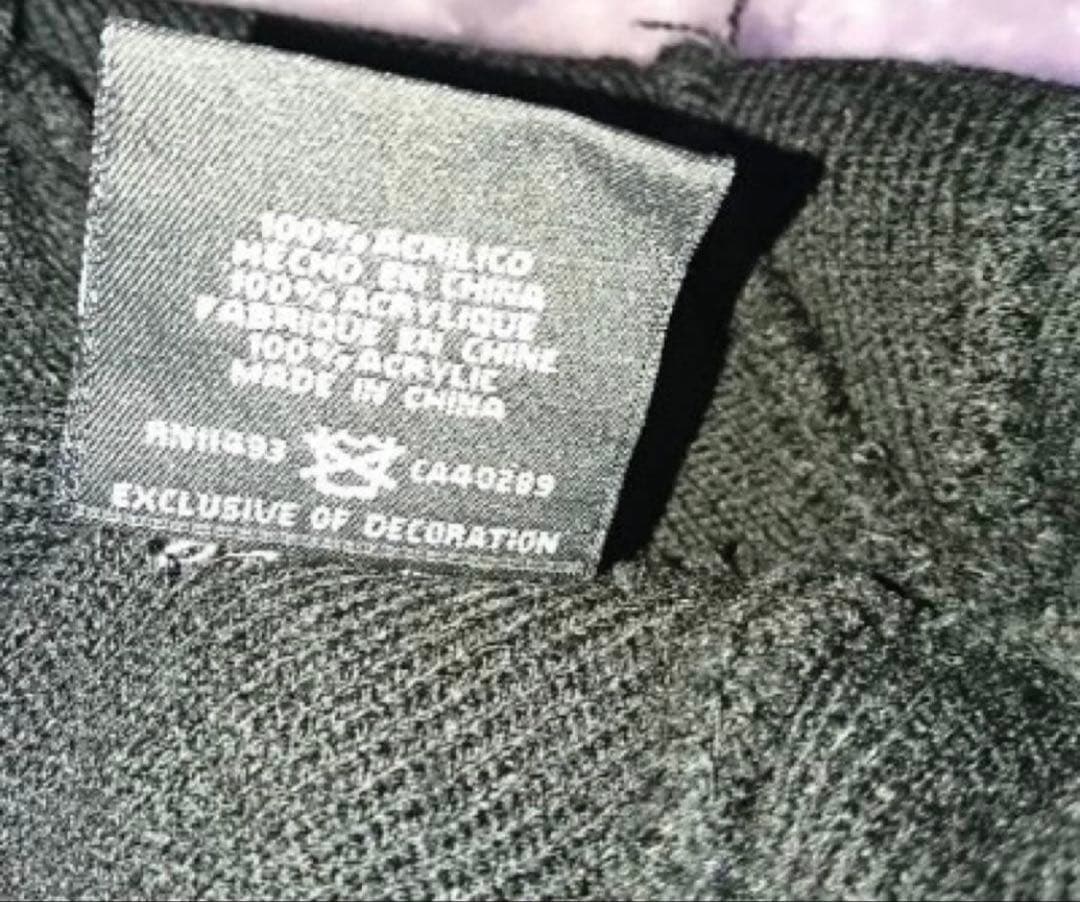 100% ACRILICO
HECHO EN CHINA
100% ACRYLIQUE
FABRIQUE EN CHINE
100% ACRYLIC
MADE IN CHINA
RN11493 CA40289
EXCLUSIVE OF DECORATION